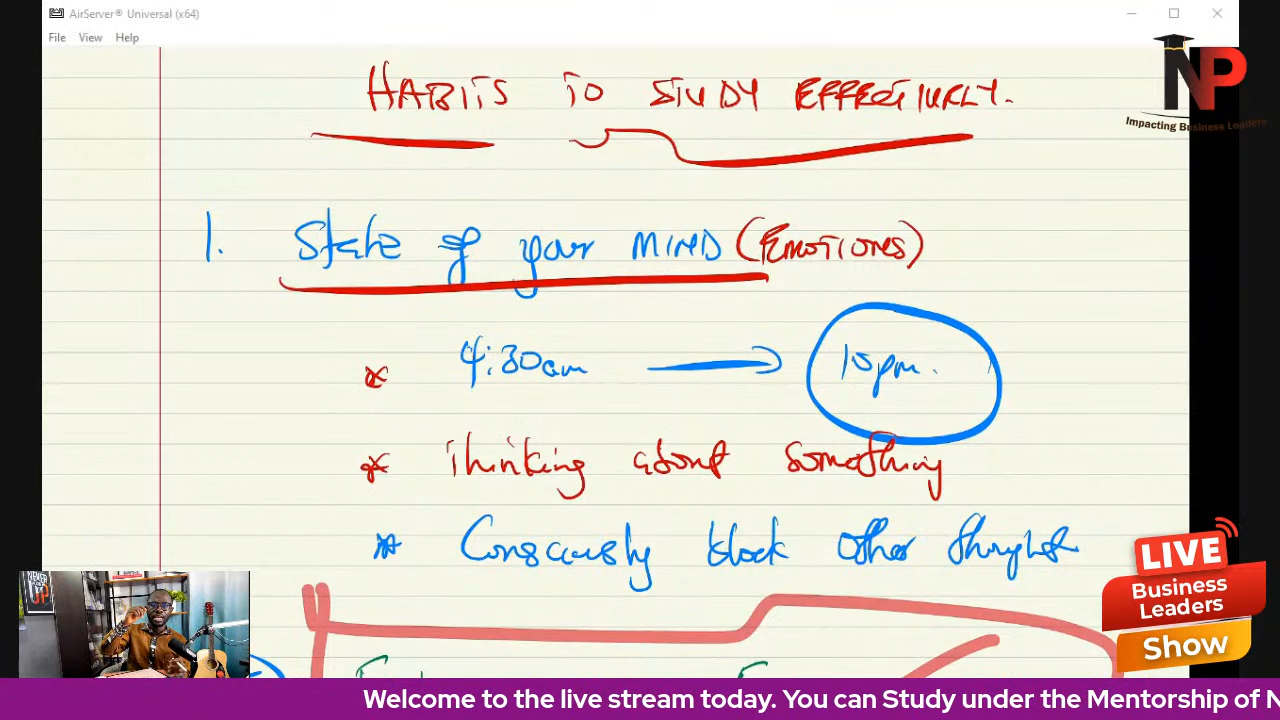 AirServer® Universal (x64)
File View Help
NP
Impacting Business Leaders
HABITS TO STUDY EFFECTIVELY.
1. State of your MIND (EMOTIONS)
* 4:30am → 10pm.
* Thinking about something
* Consciously block other thoughts
LIVE
Business
Leaders
Show
Welcome to the live stream today. You can Study under the Mentorship of N